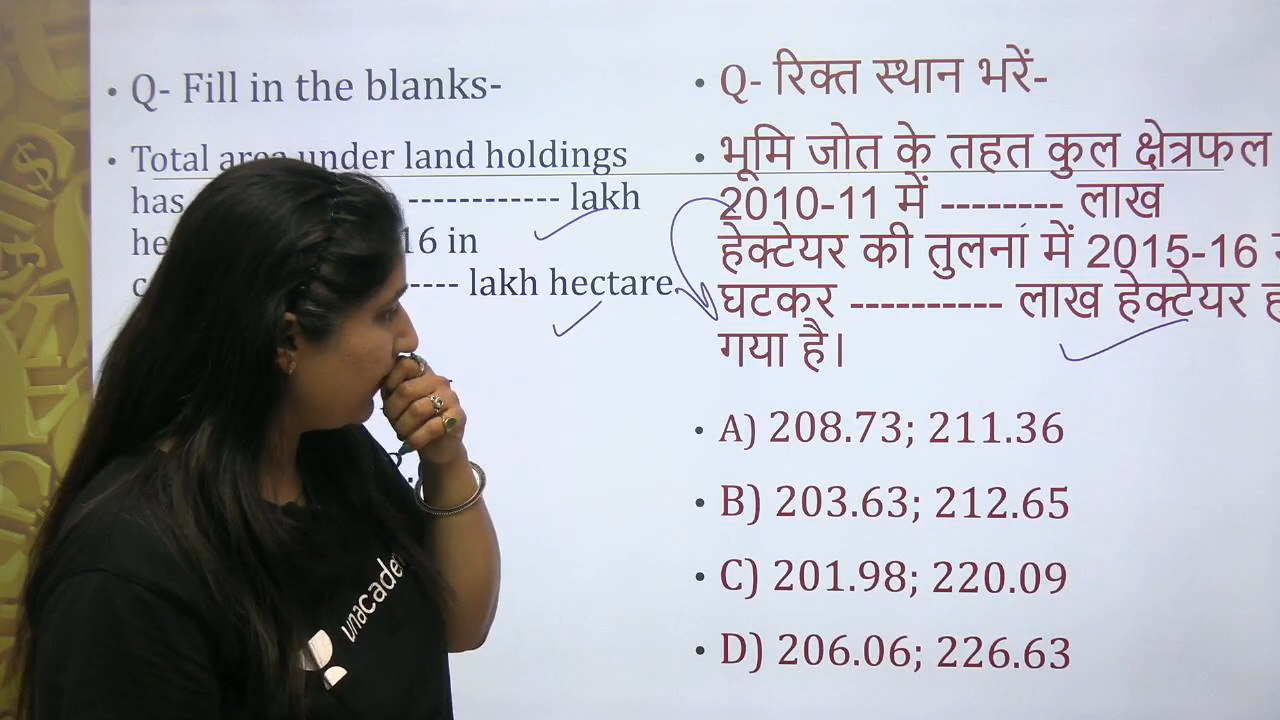 • Q- Fill in the blanks-
• Total area under land holdings
has ------------ lakh
16 in
---- lakh hectare.
• Q- रिक्त स्थान भरें-
• भूमि जोत के तहत कुल क्षेत्रफल
2010-11 में -------- लाख
हेक्टेयर की तुलना में 2015-16
घटकर ---------- लाख हेक्टेयर
गया है।
• A) 208.73; 211.36
• B) 203.63; 212.65
• C) 201.98; 220.09
• D) 206.06; 226.63
unacademy